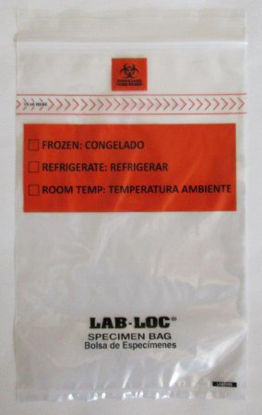 FROZEN: CONGELADO
REFRIGERATE: REFRIGERAR
ROOM TEMP: TEMPERATURA AMBIENTE
LAB-LOC®
SPECIMEN BAG
Bolsa de Especímenes